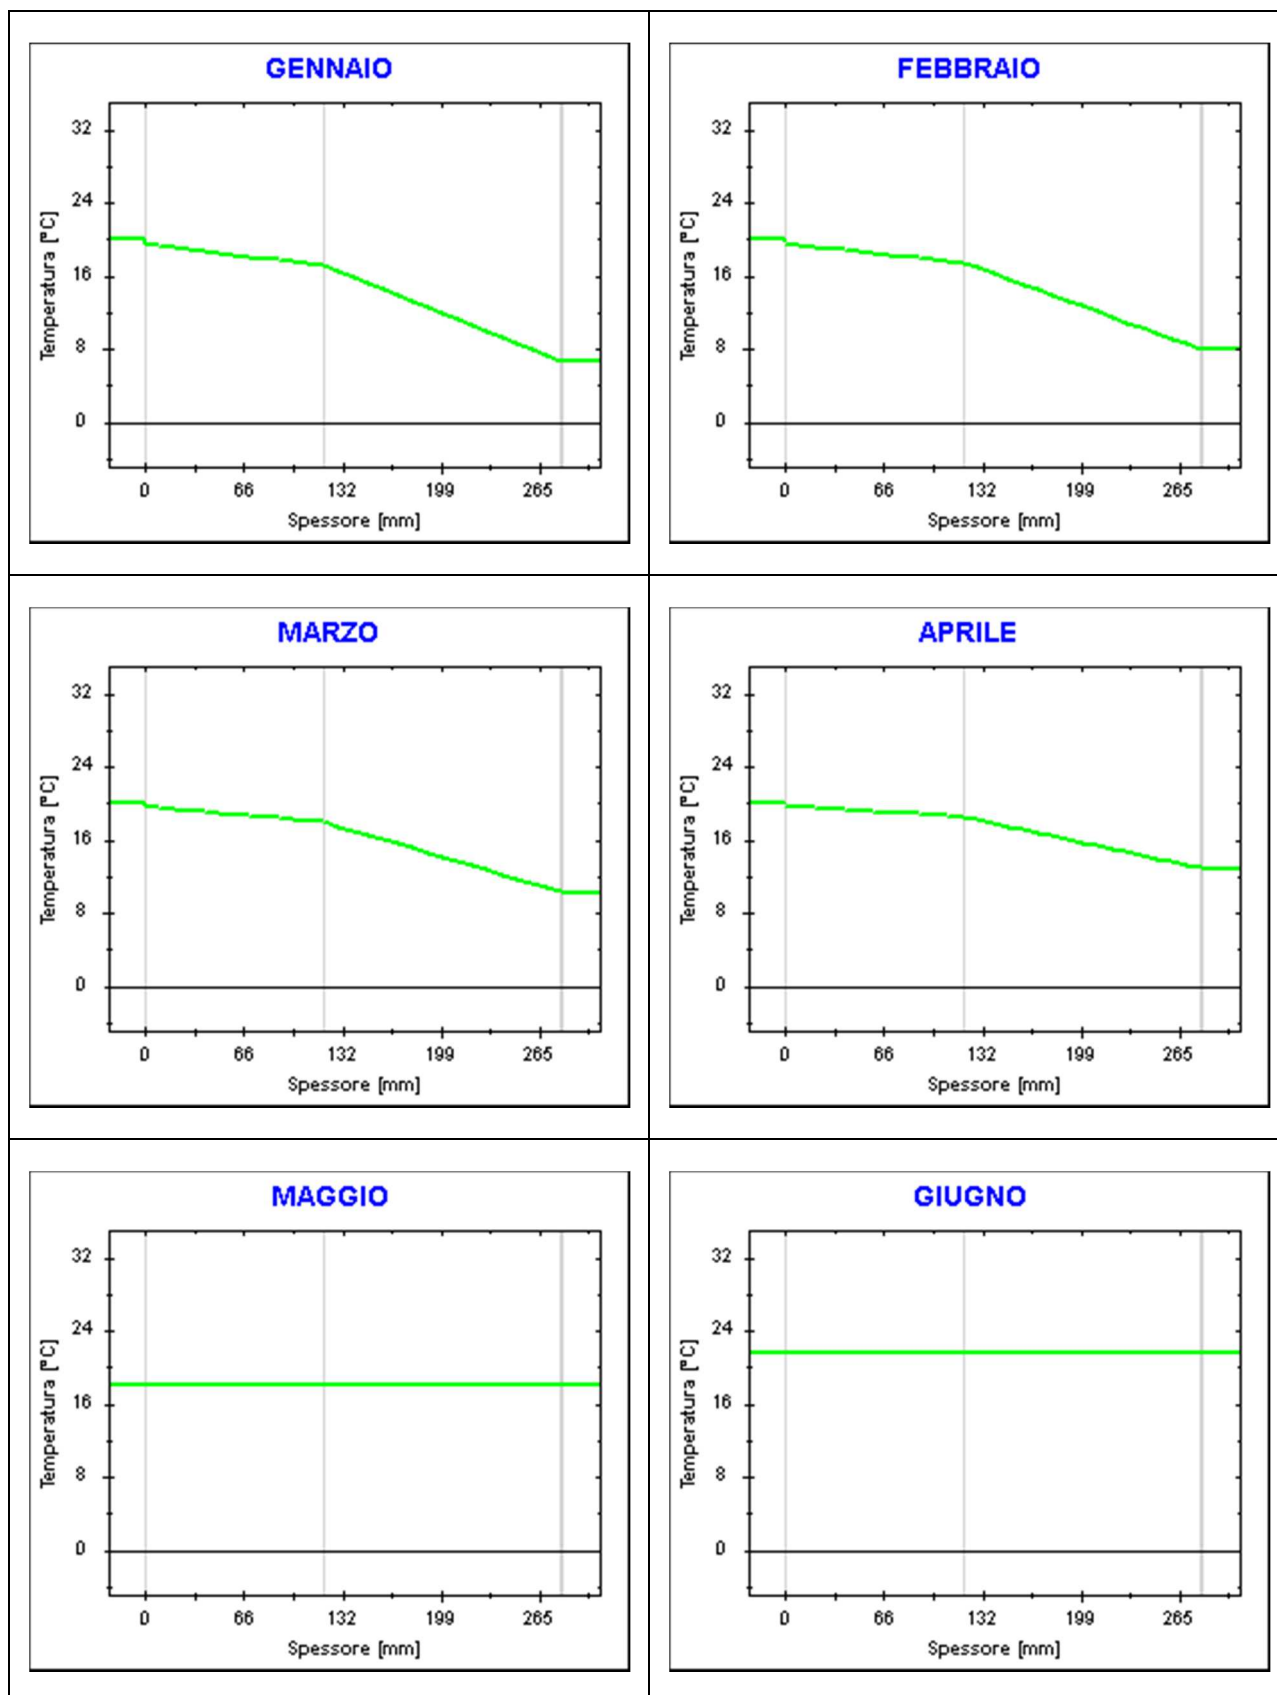 GENNAIO
32
24
16
8
0
Temperatura [°C]
0 66 132 199 265
Spessore [mm]
FEBBRAIO
32
24
16
8
0
Temperatura [°C]
0 66 132 199 265
Spessore [mm]
MARZO
32
24
16
8
0
Temperatura [°C]
0 66 132 199 265
Spessore [mm]
APRILE
32
24
16
8
0
Temperatura [°C]
0 66 132 199 265
Spessore [mm]
MAGGIO
32
24
16
8
0
Temperatura [°C]
0 66 132 199 265
Spessore [mm]
GIUGNO
32
24
16
8
0
Temperatura [°C]
0 66 132 199 265
Spessore [mm]